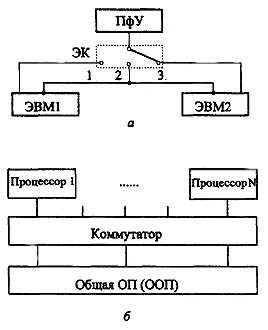 ПфУ
ЭК
1 2 3
ЭВМ1 ЭВМ2
а
Процессор 1 ...... Процессор N
Коммутатор
Общая ОП (ООП)
б